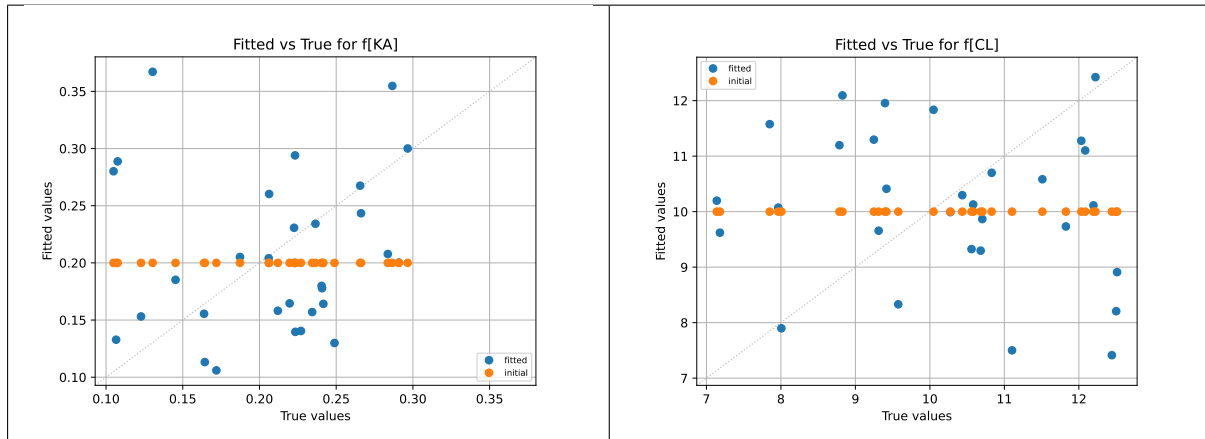 Fitted vs True for f[KA]
Fitted values
0.35
0.30
0.25
0.20
0.15
0.10
fitted
initial
0.10 0.15 0.20 0.25 0.30 0.35
True values
Fitted vs True for f[CL]
fitted
initial
Fitted values
12
11
10
9
8
7
7 8 9 10 11 12
True values